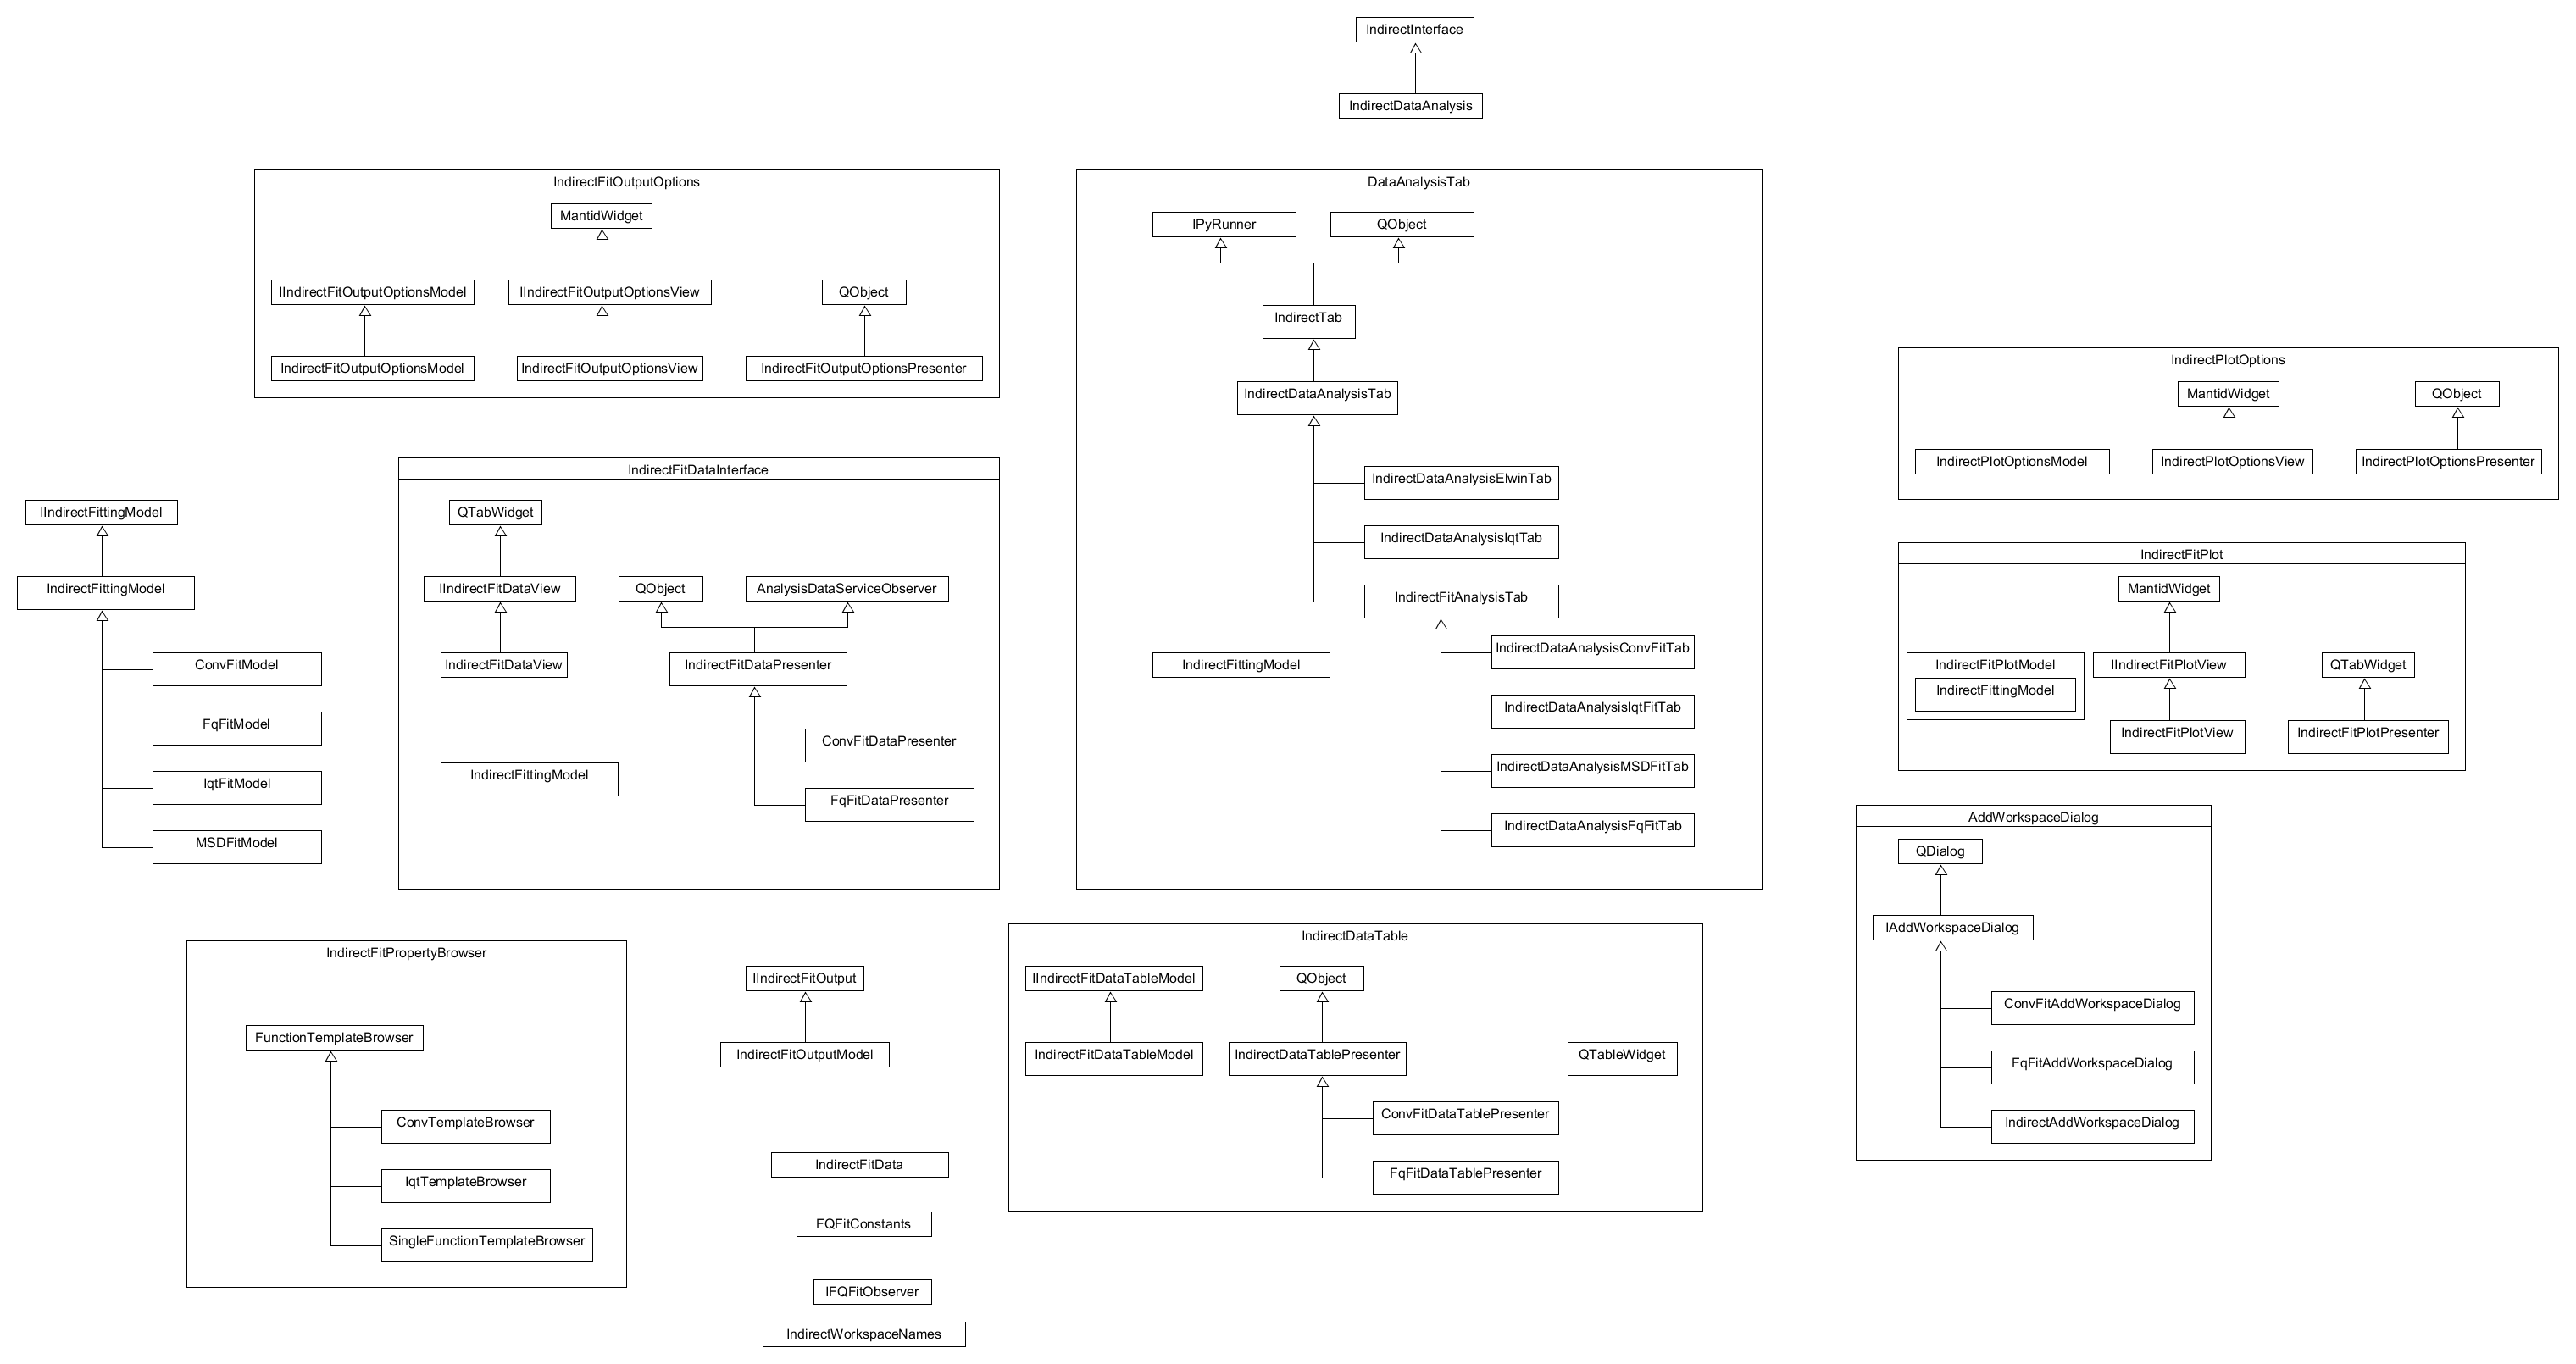 IndirectInterface
IndirectDataAnalysis
IndirectFitOutputOptions
MantidWidget
IIndirectFitOutputOptionsModel
IIndirectFitOutputOptionsView
QObject
IndirectFitOutputOptionsModel
IndirectFitOutputOptionsView
IndirectFitOutputOptionsPresenter
DataAnalysisTab
IPyRunner
QObject
IndirectTab
IndirectDataAnalysisTab
IndirectDataAnalysisElwinTab
IndirectDataAnalysisIqtTab
IndirectFitAnalysisTab
IndirectFittingModel
IndirectDataAnalysisConvFitTab
IndirectDataAnalysisIqtFitTab
IndirectDataAnalysisMSDFitTab
IndirectDataAnalysisFqFitTab
IndirectPlotOptions
MantidWidget
QObject
IndirectPlotOptionsModel
IndirectPlotOptionsView
IndirectPlotOptionsPresenter
IIndirectFittingModel
IndirectFittingModel
ConvFitModel
FqFitModel
IqtFitModel
MSDFitModel
IndirectFitDataInterface
QTabWidget
IIndirectFitDataView
QObject
AnalysisDataServiceObserver
IndirectFitDataView
IndirectFitDataPresenter
ConvFitDataPresenter
IndirectFittingModel
FqFitDataPresenter
IndirectFitPlot
MantidWidget
IndirectFitPlotModel
IIndirectFitPlotView
QTabWidget
IndirectFittingModel
IndirectFitPlotView
IndirectFitPlotPresenter
AddWorkspaceDialog
QDialog
IAddWorkspaceDialog
ConvFitAddWorkspaceDialog
FqFitAddWorkspaceDialog
IndirectAddWorkspaceDialog
IndirectFitPropertyBrowser
FunctionTemplateBrowser
ConvTemplateBrowser
IqtTemplateBrowser
SingleFunctionTemplateBrowser
IIndirectFitOutput
IndirectFitOutputModel
IndirectFitData
FQFitConstants
IFQFitObserver
IndirectWorkspaceNames
IndirectDataTable
IIndirectFitDataTableModel
QObject
IndirectFitDataTableModel
IndirectDataTablePresenter
QTableWidget
ConvFitDataTablePresenter
FqFitDataTablePresenter